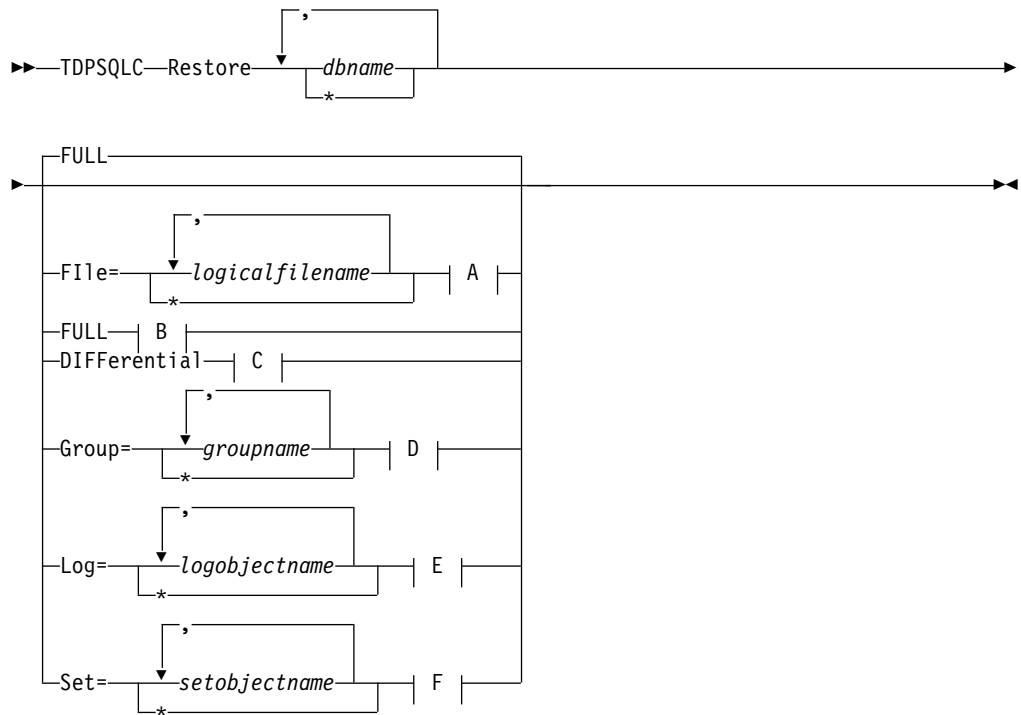 ,
TDPSQLC Restore dbname
*
FULL
,
FIle= logicalfilename A
*
FULL B
DIFFerential C
,
Group= groupname D
*
,
Log= logobjectname E
*
,
Set= setobjectname F
*